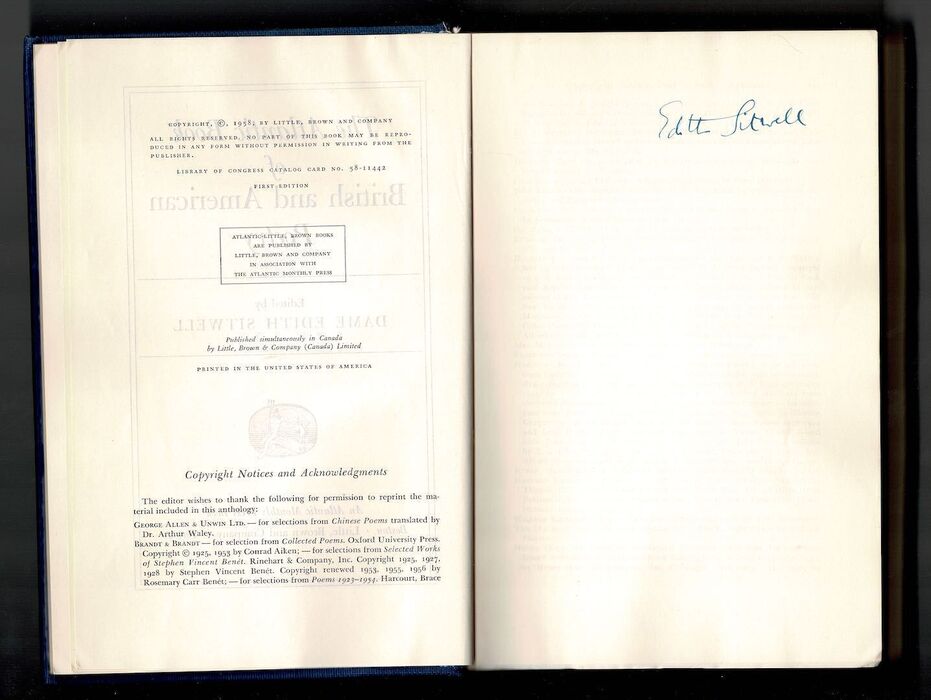 COPYRIGHT, ©, 1958, BY LITTLE, BROWN AND COMPANY
ALL RIGHTS RESERVED. NO PART OF THIS BOOK MAY BE REPRO-
DUCED IN ANY FORM WITHOUT PERMISSION IN WRITING FROM THE
PUBLISHER.
LIBRARY OF CONGRESS CATALOG CARD NO. 58-11442
FIRST EDITION
British and American
ATLANTIC-LITTLE, BROWN BOOKS
ARE PUBLISHED BY
LITTLE, BROWN AND COMPANY
IN ASSOCIATION WITH
THE ATLANTIC MONTHLY PRESS
Edited by
DAME EDITH SITWELL
Published simultaneously in Canada
by Little, Brown & Company (Canada) Limited
PRINTED IN THE UNITED STATES OF AMERICA
Copyright Notices and Acknowledgments
The editor wishes to thank the following for permission to reprint the ma-
terial included in this anthology:
GEORGE ALLEN & UNWIN LTD. — for selections from Chinese Poems translated by
Dr. Arthur Waley.
BRANDT & BRANDT — for selection from Collected Poems. Oxford University Press.
Copyright © 1925, 1953 by Conrad Aiken; — for selections from Selected Works
of Stephen Vincent Benét. Rinehart & Company, Inc. Copyright 1925, 1927,
1928 by Stephen Vincent Benét. Copyright renewed 1953, 1955, 1956 by
Rosemary Carr Benét; — for selections from Poems 1923–1954. Harcourt, Brace
Edith Sitwell